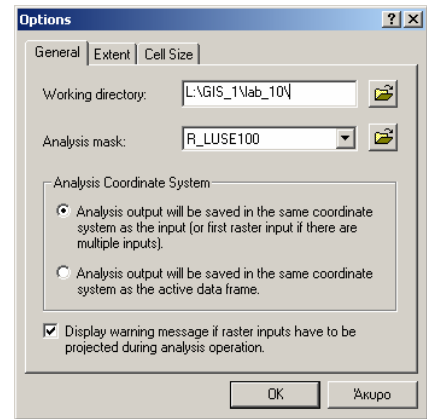 Options
General Extent Cell Size
Working directory: L:\GIS_1\lab_10\
Analysis mask: R_LUSE100
Analysis Coordinate System
Analysis output will be saved in the same coordinate
system as the input (or first raster input if there are
multiple inputs).
Analysis output will be saved in the same coordinate
system as the active data frame.
Display warning message if raster inputs have to be
projected during analysis operation.
OK Άκυρο